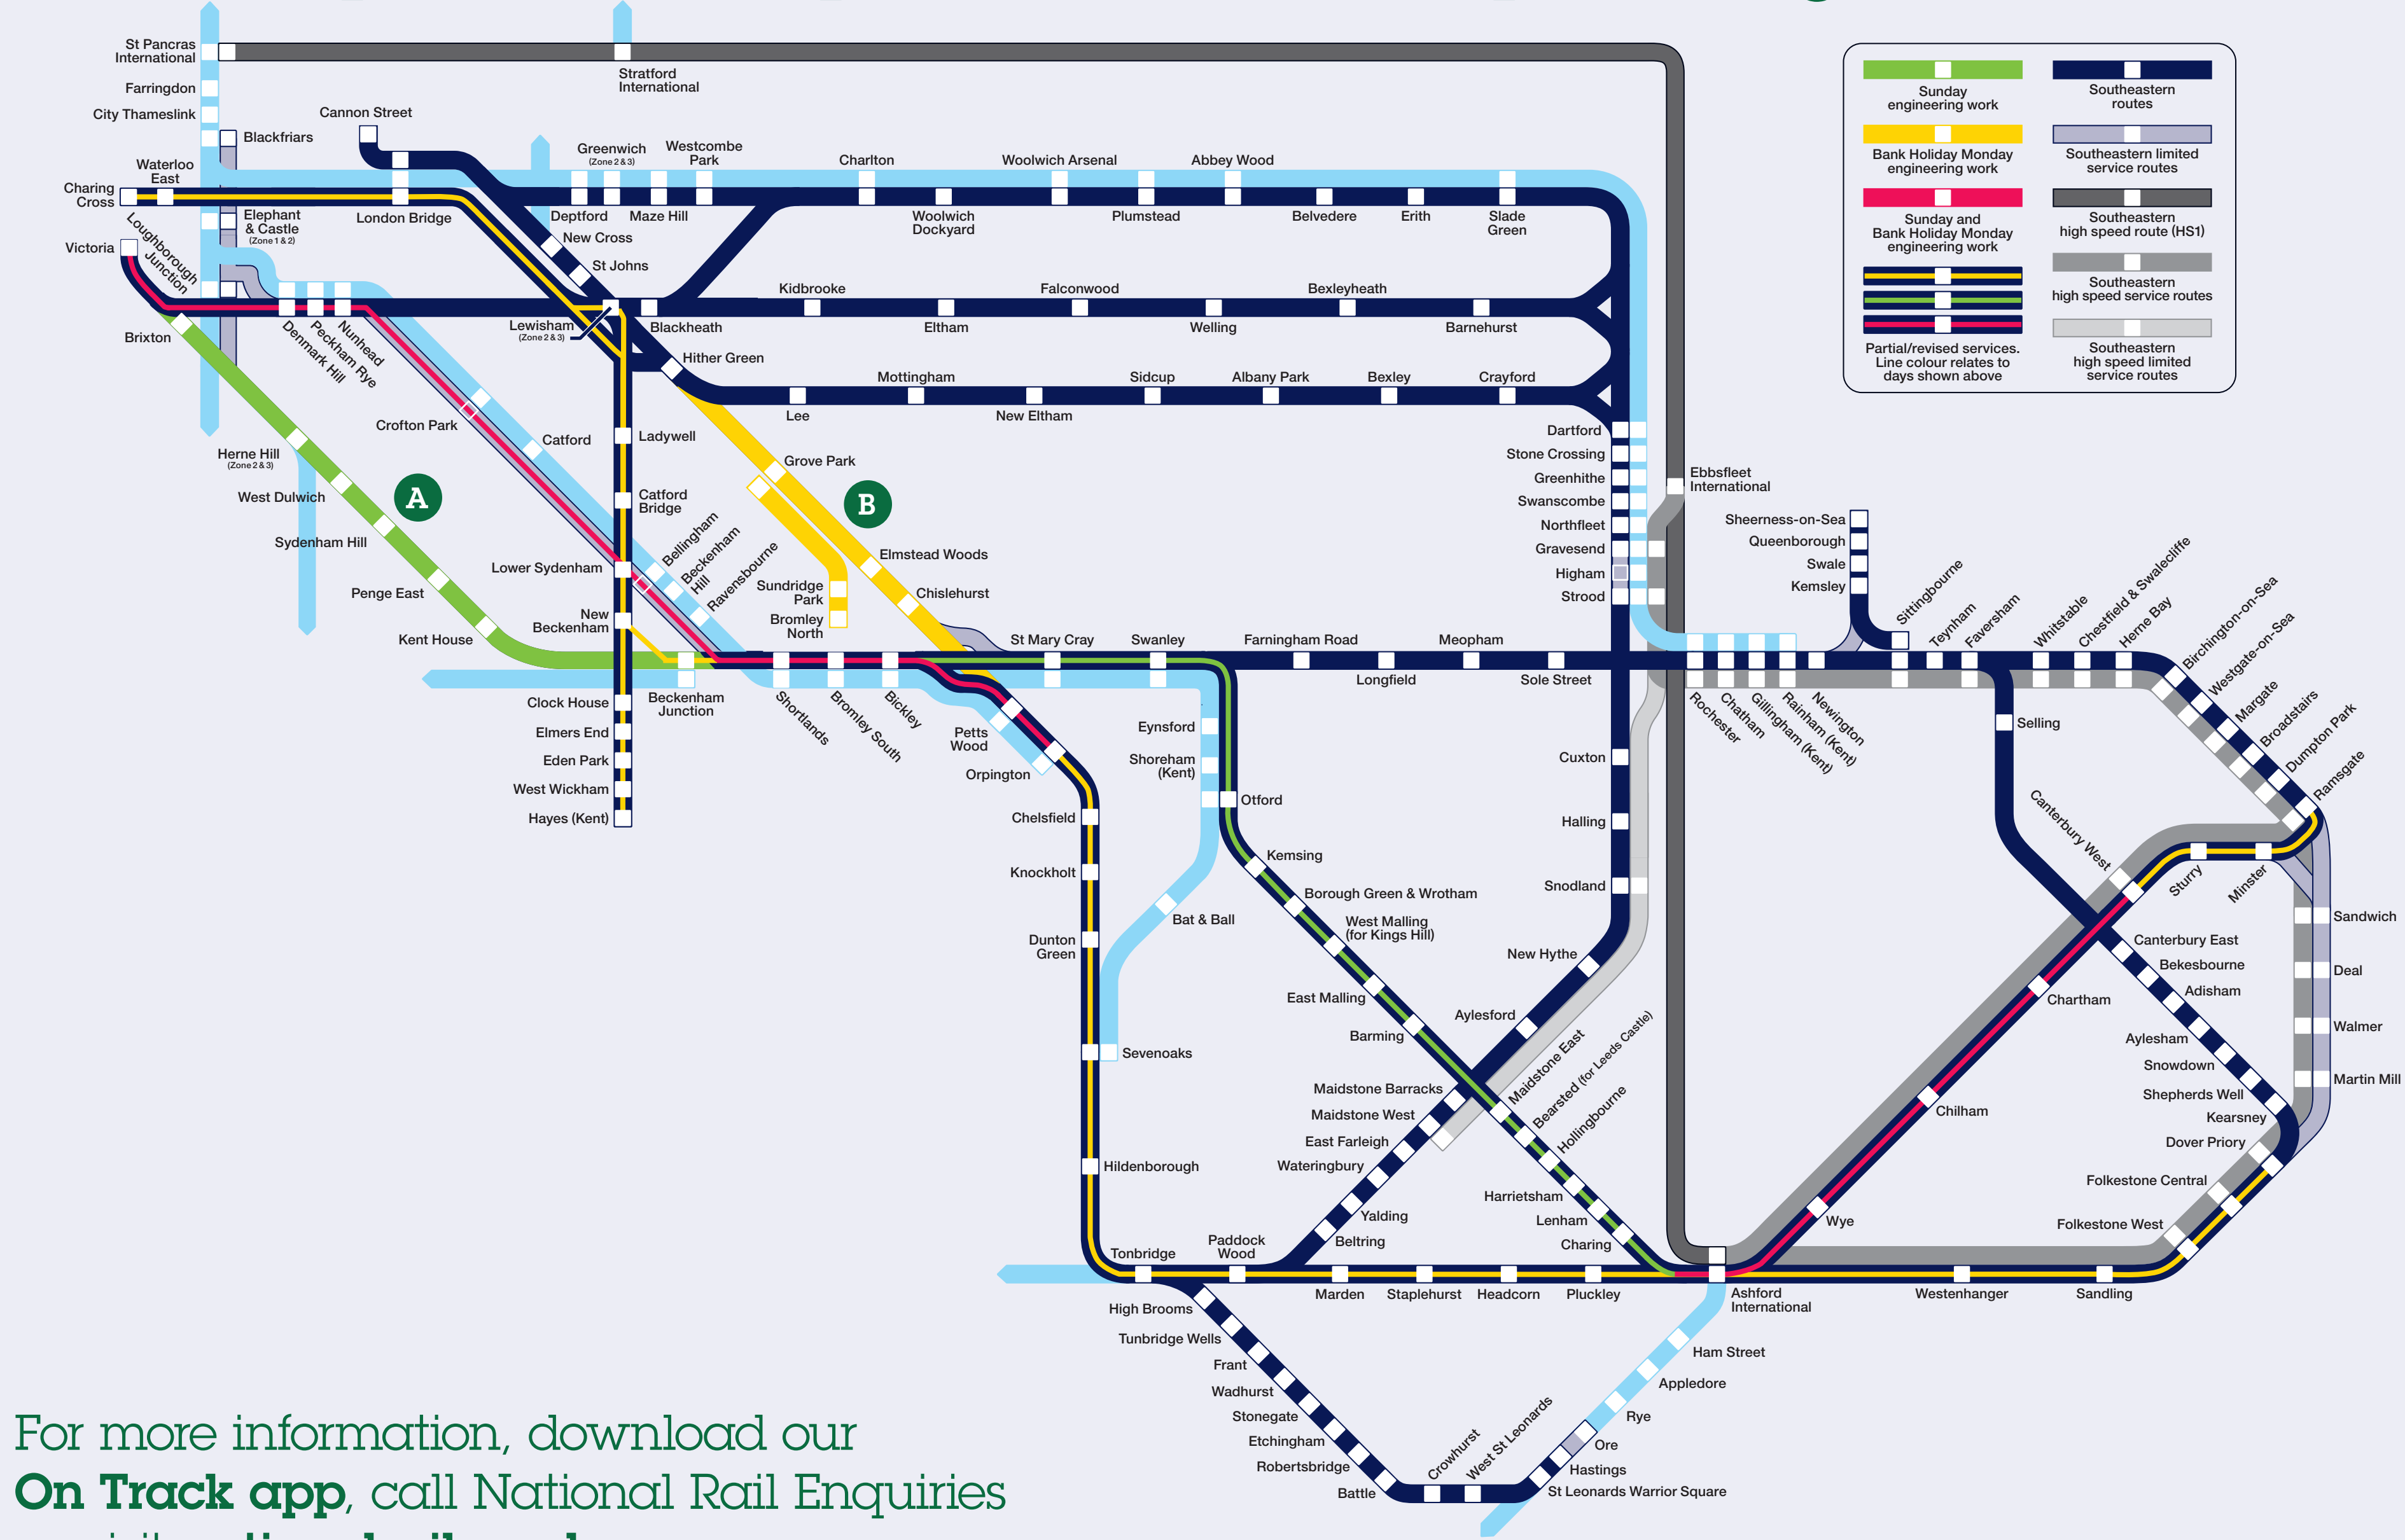 St Pancras
International
Farringdon
City Thameslink
Blackfriars
Waterloo
East
Charing
Cross
Elephant
& Castle
(Zone 1 & 2)
Victoria
Loughborough
Junction
Cannon Street
London Bridge
Stratford
International
Greenwich
(Zone 2 & 3)
Westcombe
Park
Deptford
Maze Hill
Charlton
Woolwich
Dockyard
Woolwich Arsenal
Plumstead
Abbey Wood
Belvedere
Erith
Slade
Green
New Cross
St Johns
Lewisham
(Zone 2 & 3)
Blackheath
Kidbrooke
Eltham
Falconwood
Welling
Bexleyheath
Barnehurst
Hither Green
Lee
Mottingham
New Eltham
Sidcup
Albany Park
Bexley
Crayford
Brixton
Denmark Hill
Peckham Rye
Nunhead
Crofton Park
Catford
Herne Hill
(Zone 2 & 3)
West Dulwich
Sydenham Hill
Penge East
Kent House
A
Ladywell
Catford
Bridge
Lower Sydenham
New
Beckenham
Clock House
Elmers End
Eden Park
West Wickham
Hayes (Kent)
Bellingham
Beckenham
Hill
Ravensbourne
Beckenham
Junction
Shortlands
Bromley South
Bickley
B
Grove Park
Elmstead Woods
Chislehurst
Sundridge
Park
Bromley
North
Petts
Wood
Orpington
Chelsfield
Knockholt
Dunton
Green
Sevenoaks
Hildenborough
St Mary Cray
Swanley
Eynsford
Shoreham
(Kent)
Otford
Bat & Ball
Kemsing
Borough Green & Wrotham
West Malling
(for Kings Hill)
East Malling
Barming
Maidstone East
Bearsted (for Leeds Castle)
Hollingbourne
Harrietsham
Lenham
Charing
Farningham Road
Longfield
Meopham
Sole Street
Dartford
Stone Crossing
Greenhithe
Swanscombe
Northfleet
Gravesend
Higham
Strood
Ebbsfleet
International
Cuxton
Halling
Snodland
New Hythe
Aylesford
Maidstone Barracks
Maidstone West
East Farleigh
Wateringbury
Yalding
Beltring
Rochester
Chatham
Gillingham (Kent)
Rainham (Kent)
Newington
Sheerness-on-Sea
Queenborough
Swale
Kemsley
Sittingbourne
Teynham
Faversham
Whitstable
Chestfield & Swalecliffe
Herne Bay
Birchington-on-Sea
Westgate-on-Sea
Margate
Broadstairs
Dumpton Park
Ramsgate
Selling
Canterbury East
Bekesbourne
Adisham
Aylesham
Snowdown
Shepherds Well
Kearsney
Dover Priory
Folkestone Central
Folkestone West
Canterbury West
Sturry
Minster
Sandwich
Deal
Walmer
Martin Mill
Chartham
Chilham
Wye
Tonbridge
Paddock
Wood
Marden
Staplehurst
Headcorn
Pluckley
Ashford
International
Westenhanger
Sandling
Ham Street
Appledore
Rye
Ore
Hastings
St Leonards Warrior Square
West St Leonards
Crowhurst
Battle
Robertsbridge
Etchingham
Stonegate
Wadhurst
Frant
Tunbridge Wells
High Brooms
Sunday
engineering work
Bank Holiday Monday
engineering work
Sunday and
Bank Holiday Monday
engineering work
Partial/revised services.
Line colour relates to
days shown above
Southeastern
routes
Southeastern limited
service routes
Southeastern
high speed route (HS1)
Southeastern
high speed service routes
Southeastern
high speed limited
service routes
For more information, download our
On Track app, call National Rail Enquiries